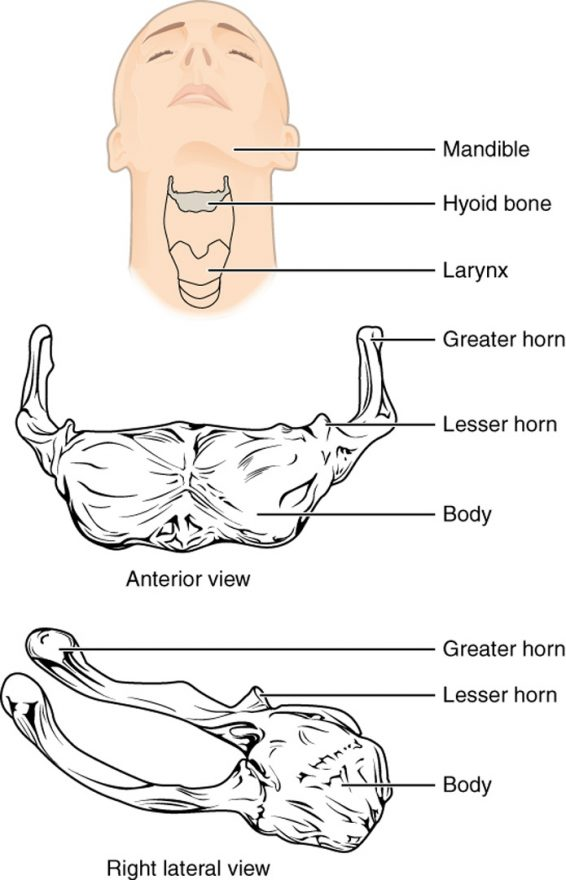 Mandible
Hyoid bone
Larynx
Greater horn
Lesser horn
Body
Anterior view
Greater horn
Lesser horn
Body
Right lateral view